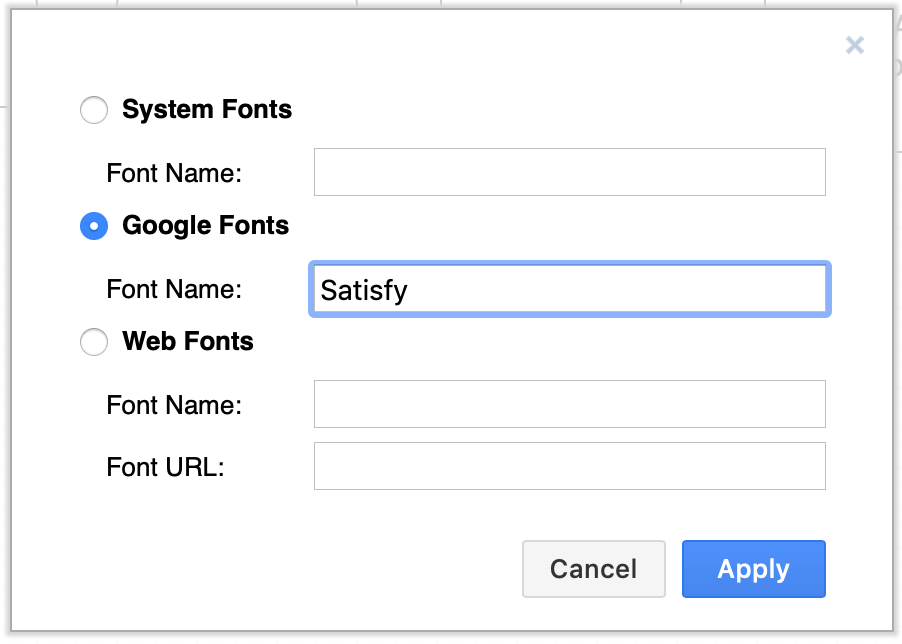 System Fonts
Font Name:
Google Fonts
Font Name: Satisfy
Web Fonts
Font Name:
Font URL:
Cancel Apply